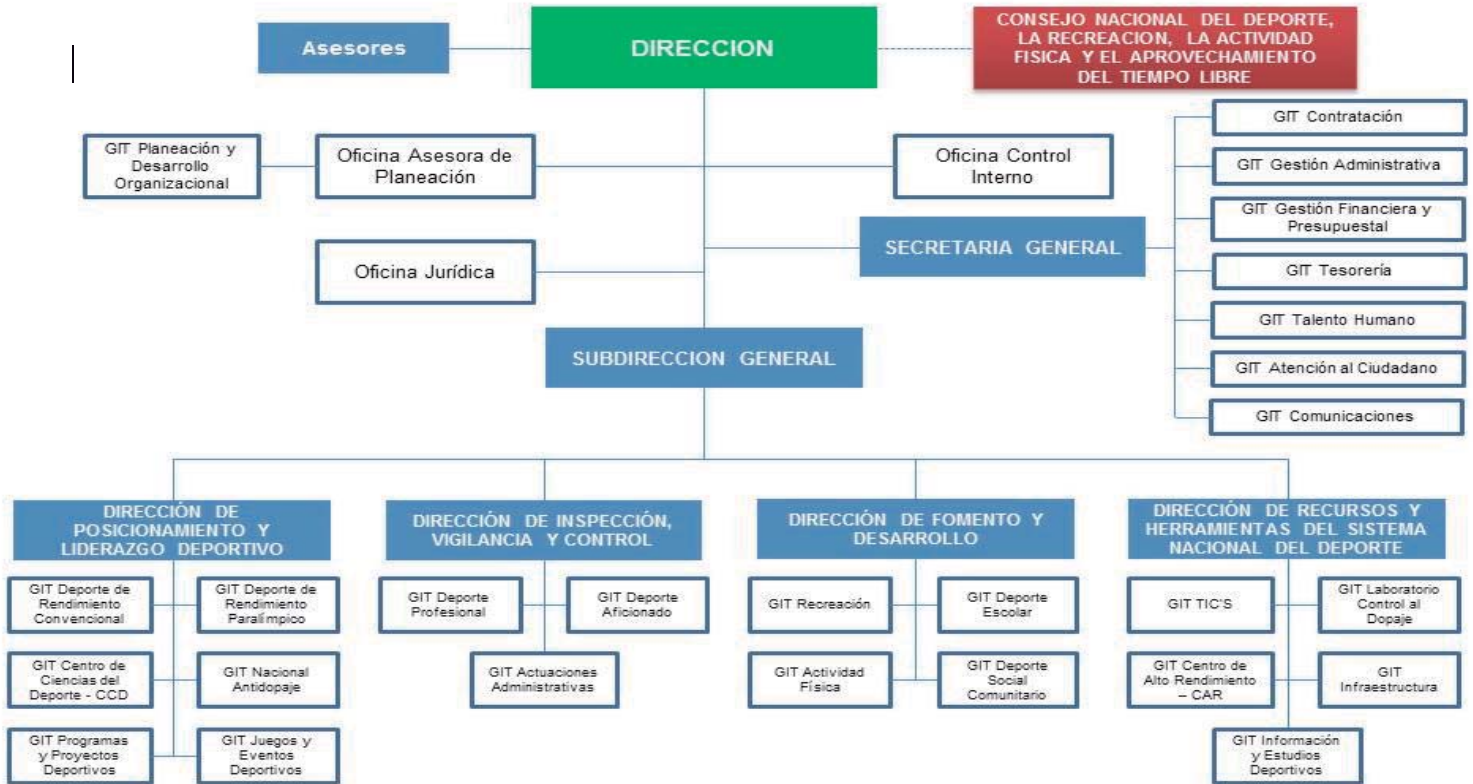 Asesores
DIRECCION
CONSEJO NACIONAL DEL DEPORTE,
LA RECREACION, LA ACTIVIDAD
FISICA Y EL APROVECHAMIENTO
DEL TIEMPO LIBRE
GIT Planeación y
Desarrollo
Organizacional
Oficina Asesora de
Planeación
Oficina Control
Interno
Oficina Jurídica
SECRETARIA GENERAL
GIT Contratación
GIT Gestión Administrativa
GIT Gestión Financiera y
Presupuestal
GIT Tesorería
GIT Talento Humano
GIT Atención al Ciudadano
GIT Comunicaciones
SUBDIRECCION GENERAL
DIRECCIÓN DE
POSICIONAMIENTO Y
LIDERAZGO DEPORTIVO
GIT Deporte de
Rendimiento
Convencional
GIT Deporte de
Rendimiento
Paralímpico
GIT Centro de
Ciencias del
Deporte - CCD
GIT Nacional
Antidopaje
GIT Programas
y Proyectos
Deportivos
GIT Juegos y
Eventos
Deportivos
DIRECCIÓN DE INSPECCIÓN,
VIGILANCIA Y CONTROL
GIT Deporte
Profesional
GIT Deporte
Aficionado
GIT Actuaciones
Administrativas
DIRECCIÓN DE FOMENTO Y
DESARROLLO
GIT Recreación
GIT Deporte
Escolar
GIT Actividad
Física
GIT Deporte
Social
Comunitario
DIRECCIÓN DE RECURSOS Y
HERRAMIENTAS DEL SISTEMA
NACIONAL DEL DEPORTE
GIT TIC'S
GIT Laboratorio
Control al
Dopaje
GIT Centro de
Alto Rendimiento
– CAR
GIT
Infraestructura
GIT Información
y Estudios
Deportivos